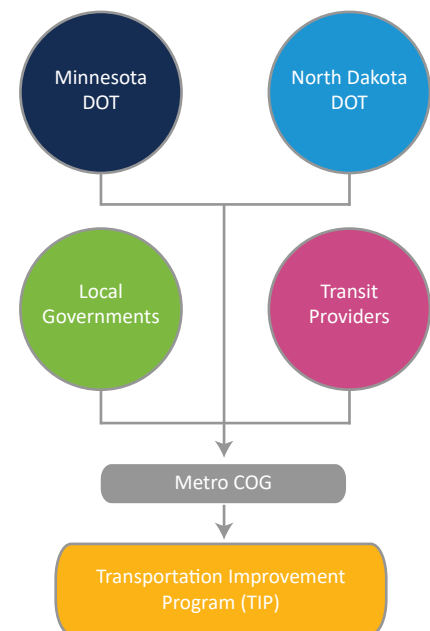 Minnesota
DOT
North Dakota
DOT
Local
Governments
Transit
Providers
Metro COG
Transportation Improvement
Program (TIP)